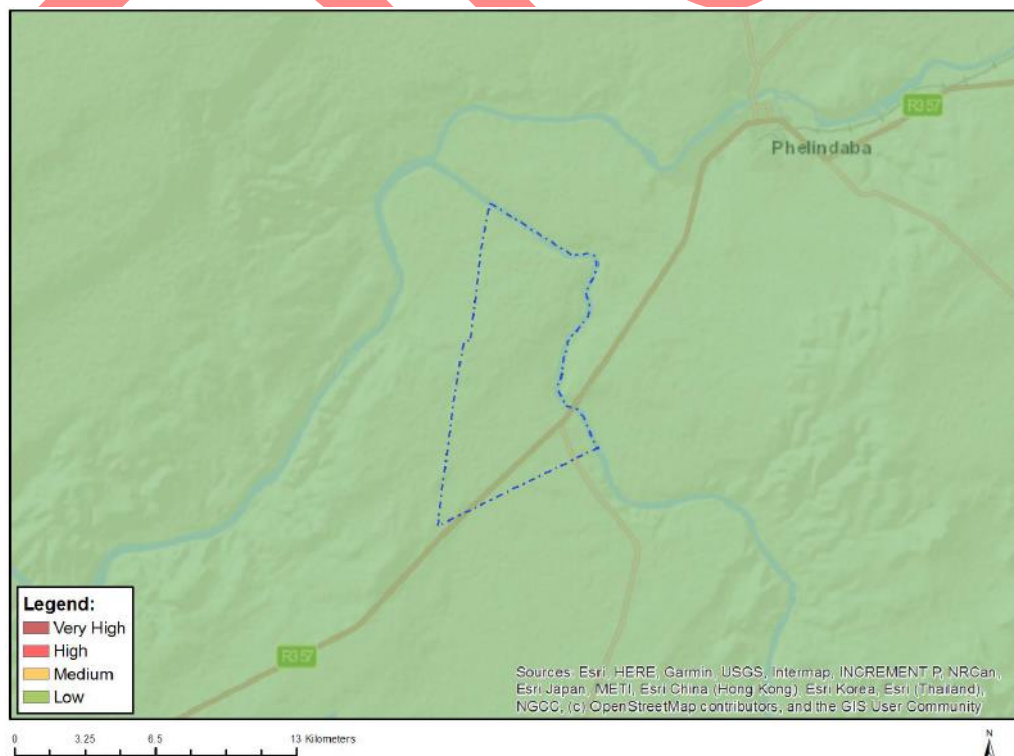 R357
Phelindaba
R357
Legend:
Very High
High
Medium
Low
Sources: Esri, HERE, Garmin, USGS, Intermap, INCREMENT P, NRCan,
Esri Japan, METI, Esri China (Hong Kong), Esri Korea, Esri (Thailand),
NGCC, (c) OpenStreetMap contributors, and the GIS User Community
0 3.25 6.5 13 Kilometers
N